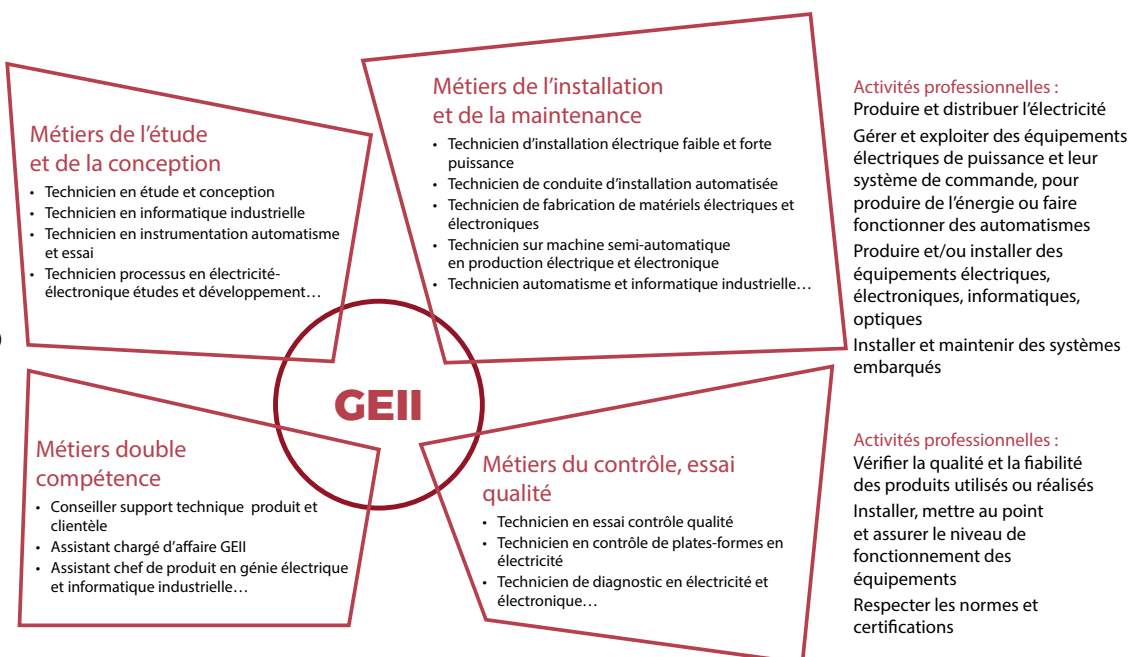 Métiers de l'étude
et de la conception
• Technicien en étude et conception
• Technicien en informatique industrielle
• Technicien en instrumentation automatisme
et essai
• Technicien processus en électricité-
électronique études et développement…
Métiers de l'installation
et de la maintenance
• Technicien d'installation électrique faible et forte
puissance
• Technicien de conduite d'installation automatisée
• Technicien de fabrication de matériels électriques et
électroniques
• Technicien sur machine semi-automatique
en production électrique et électronique
• Technicien automatisme et informatique industrielle…
Activités professionnelles :
Produire et distribuer l'électricité
Gérer et exploiter des équipements
électriques de puissance et leur
système de commande, pour
produire de l'énergie ou faire
fonctionner des automatismes
Produire et/ou installer des
équipements électriques,
électroniques, informatiques,
optiques
Installer et maintenir des systèmes
embarqués
GEII
Métiers double
compétence
• Conseiller support technique produit et
clientèle
• Assistant chargé d'affaire GEII
• Assistant chef de produit en génie électrique
et informatique industrielle…
Métiers du contrôle, essai
qualité
• Technicien en essai contrôle qualité
• Technicien en contrôle de plates-formes en
électricité
• Technicien de diagnostic en électricité et
électronique…
Activités professionnelles :
Vérifier la qualité et la fiabilité
des produits utilisés ou réalisés
Installer, mettre au point
et assurer le niveau de
fonctionnement des
équipements
Respecter les normes et
certifications